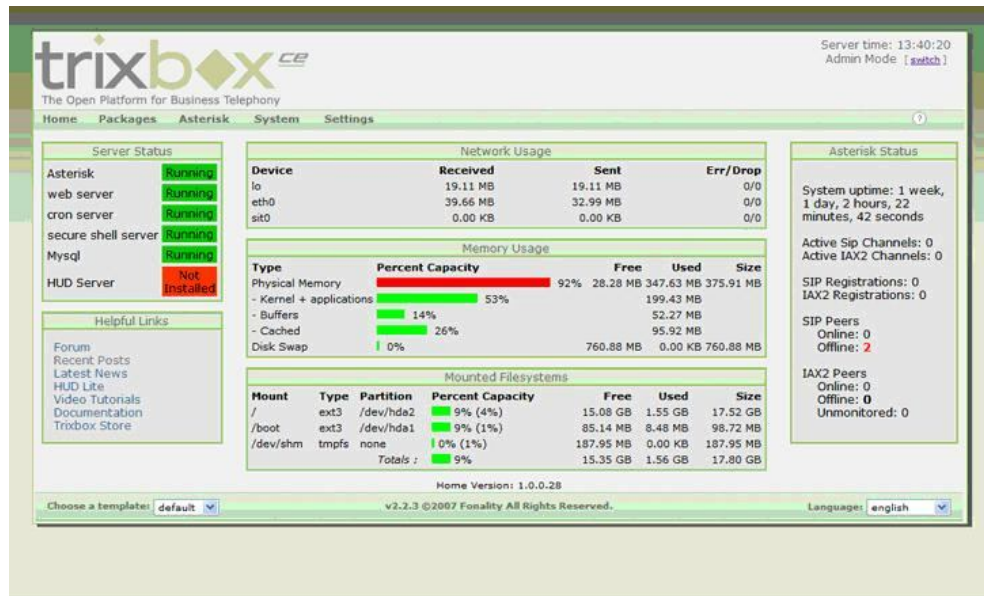 trixbox ce
The Open Platform for Business Telephony
Server time: 13:40:20
Admin Mode [switch]
Home Packages Asterisk System Settings ?
Server Status
Asterisk Running
web server Running
cron server Running
secure shell server Running
Mysql Running
HUD Server Not Installed
Helpful Links
Forum
Recent Posts
Latest News
HUD Lite
Video Tutorials
Documentation
Trixbox Store
Network Usage
Device Received Sent Err/Drop
lo 19.11 MB 19.11 MB 0/0
eth0 39.66 MB 32.99 MB 0/0
sit0 0.00 KB 0.00 KB 0/0
Memory Usage
Type Percent Capacity Free Used Size
Physical Memory 92% 28.28 MB 347.63 MB 375.91 MB
- Kernel + applications 53% 199.43 MB
- Buffers 14% 52.27 MB
- Cached 26% 95.92 MB
Disk Swap 0% 760.88 MB 0.00 KB 760.88 MB
Mounted Filesystems
Mount Type Partition Percent Capacity Free Used Size
/ ext3 /dev/hda2 9% (4%) 15.08 GB 1.55 GB 17.52 GB
/boot ext3 /dev/hda1 9% (1%) 85.14 MB 8.48 MB 98.72 MB
/dev/shm tmpfs none 0% (1%) 187.95 MB 0.00 KB 187.95 MB
Totals : 9% 15.35 GB 1.56 GB 17.80 GB
Asterisk Status
System uptime: 1 week,
1 day, 2 hours, 22
minutes, 42 seconds
Active Sip Channels: 0
Active IAX2 Channels: 0
SIP Registrations: 0
IAX2 Registrations: 0
SIP Peers
Online: 0
Offline: 2
IAX2 Peers
Online: 0
Offline: 0
Unmonitored: 0
Home Version: 1.0.0.28
Choose a template: default
v2.2.3 ©2007 Fonality All Rights Reserved.
Language: english